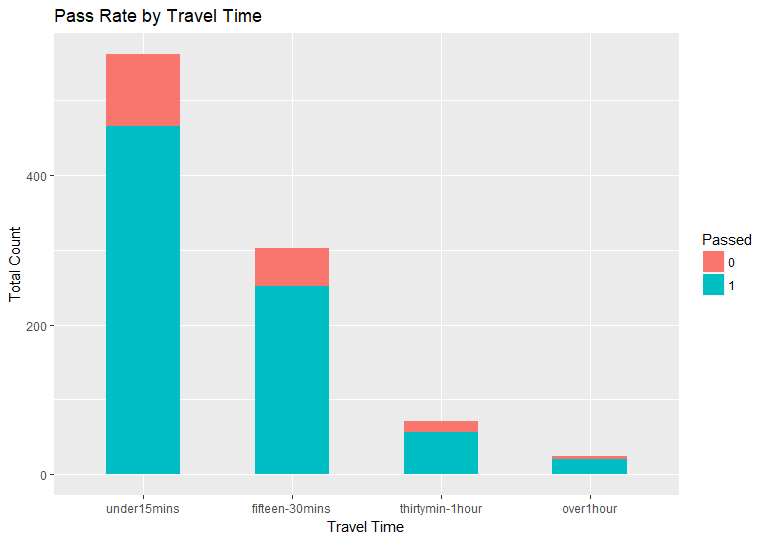 Pass Rate by Travel Time
Total Count
400
200
0
under15mins
fifteen-30mins
thirtymin-1hour
over1hour
Travel Time
Passed
0
1